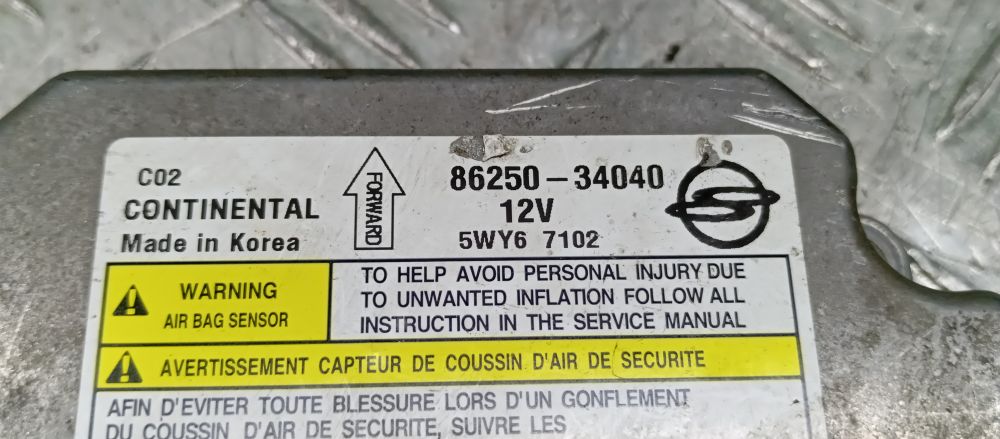 C02
CONTINENTAL
Made in Korea
FORWARD
86250-34040
12V
5WY6 7102
WARNING
AIR BAG SENSOR
TO HELP AVOID PERSONAL INJURY DUE
TO UNWANTED INFLATION FOLLOW ALL
INSTRUCTION IN THE SERVICE MANUAL
AVERTISSEMENT CAPTEUR DE COUSSIN D'AIR DE SECURITE
AFIN D'EVITER TOUTE BLESSURE LORS D'UN GONFLEMENT
DU COUSSIN D'AIR DE SECURITE, SUIVRE LES